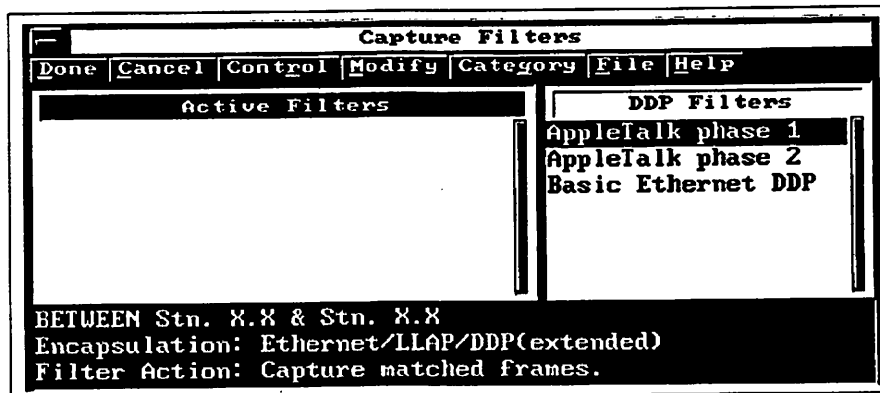 Capture Filters
Done Cancel Control Modify Category File Help
Active Filters
DDP Filters
AppleTalk phase 1
AppleTalk phase 2
Basic Ethernet DDP
BETWEEN Stn. X.X & Stn. X.X
Encapsulation: Ethernet/LLAP/DDP(extended)
Filter Action: Capture matched frames.